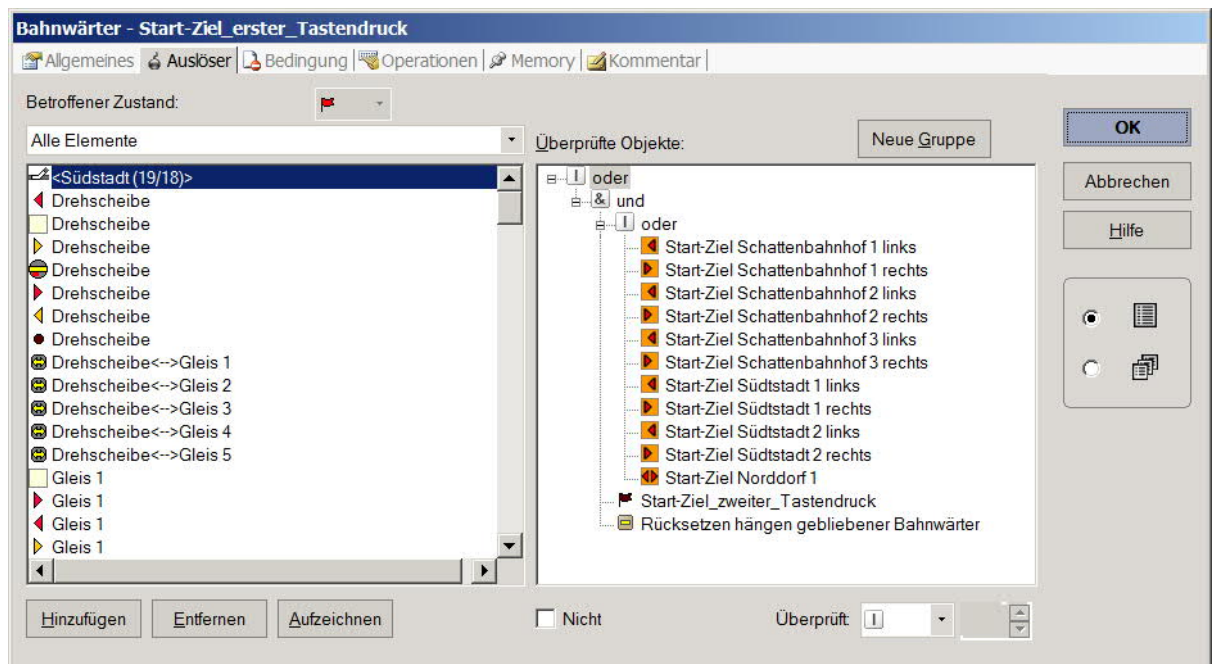 Bahnwärter - Start-Ziel_erster_Tastendruck
Allgemeines Auslöser Bedingung Operationen Memory Kommentar
Betroffener Zustand:
Alle Elemente
Überprüfte Objekte:
Neue Gruppe
OK
Abbrechen
Hilfe
<Südstadt (19/18)>
Drehscheibe
Drehscheibe
Drehscheibe
Drehscheibe
Drehscheibe
Drehscheibe
Drehscheibe
Drehscheibe<-->Gleis 1
Drehscheibe<-->Gleis 2
Drehscheibe<-->Gleis 3
Drehscheibe<-->Gleis 4
Drehscheibe<-->Gleis 5
Gleis 1
Gleis 1
Gleis 1
Gleis 1
oder
& und
oder
Start-Ziel Schattenbahnhof 1 links
Start-Ziel Schattenbahnhof 1 rechts
Start-Ziel Schattenbahnhof 2 links
Start-Ziel Schattenbahnhof 2 rechts
Start-Ziel Schattenbahnhof 3 links
Start-Ziel Schattenbahnhof 3 rechts
Start-Ziel Südtstadt 1 links
Start-Ziel Südtstadt 1 rechts
Start-Ziel Südtstadt 2 links
Start-Ziel Südtstadt 2 rechts
Start-Ziel Norddorf 1
Start-Ziel_zweiter_Tastendruck
Rücksetzen hängen gebliebener Bahnwärter
Hinzufügen
Entfernen
Aufzeichnen
Nicht
Überprüft: